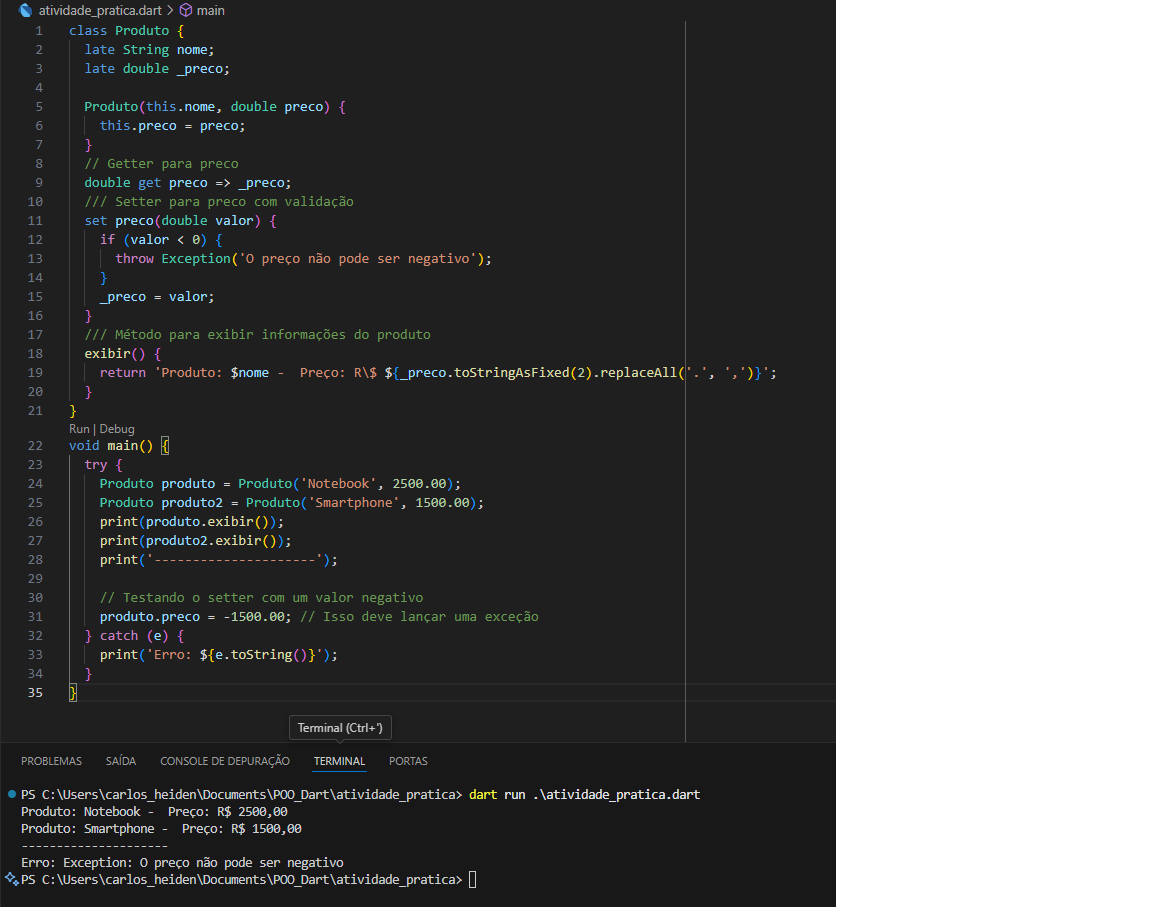 atividade_pratica.dart > main
1 class Produto {
2   late String nome;
3   late double _preco;
4
5   Produto(this.nome, double preco) {
6     this.preco = preco;
7   }
8   // Getter para preco
9   double get preco => _preco;
10   /// Setter para preco com validação
11   set preco(double valor) {
12     if (valor < 0) {
13       throw Exception('O preço não pode ser negativo');
14     }
15     _preco = valor;
16   }
17   /// Método para exibir informações do produto
18   exibir() {
19     return 'Produto: $nome -  Preço: R\$ ${_preco.toStringAsFixed(2).replaceAll('.', ',')}';
20   }
21 }
Run | Debug
22 void main() {
23   try {
24     Produto produto = Produto('Notebook', 2500.00);
25     Produto produto2 = Produto('Smartphone', 1500.00);
26     print(produto.exibir());
27     print(produto2.exibir());
28     print('---------------------');
29
30     // Testando o setter com um valor negativo
31     produto.preco = -1500.00; // Isso deve lançar uma exceção
32   } catch (e) {
33     print('Erro: ${e.toString()}');
34   }
35 }
Terminal (Ctrl+')
PROBLEMAS SAÍDA CONSOLE DE DEPURAÇÃO TERMINAL PORTAS
PS C:\Users\carlos_heiden\Documents\POO_Dart\atividade_pratica> dart run .\atividade_pratica.dart
Produto: Notebook -  Preço: R$ 2500,00
Produto: Smartphone -  Preço: R$ 1500,00
---------------------
Erro: Exception: O preço não pode ser negativo
PS C:\Users\carlos_heiden\Documents\POO_Dart\atividade_pratica>